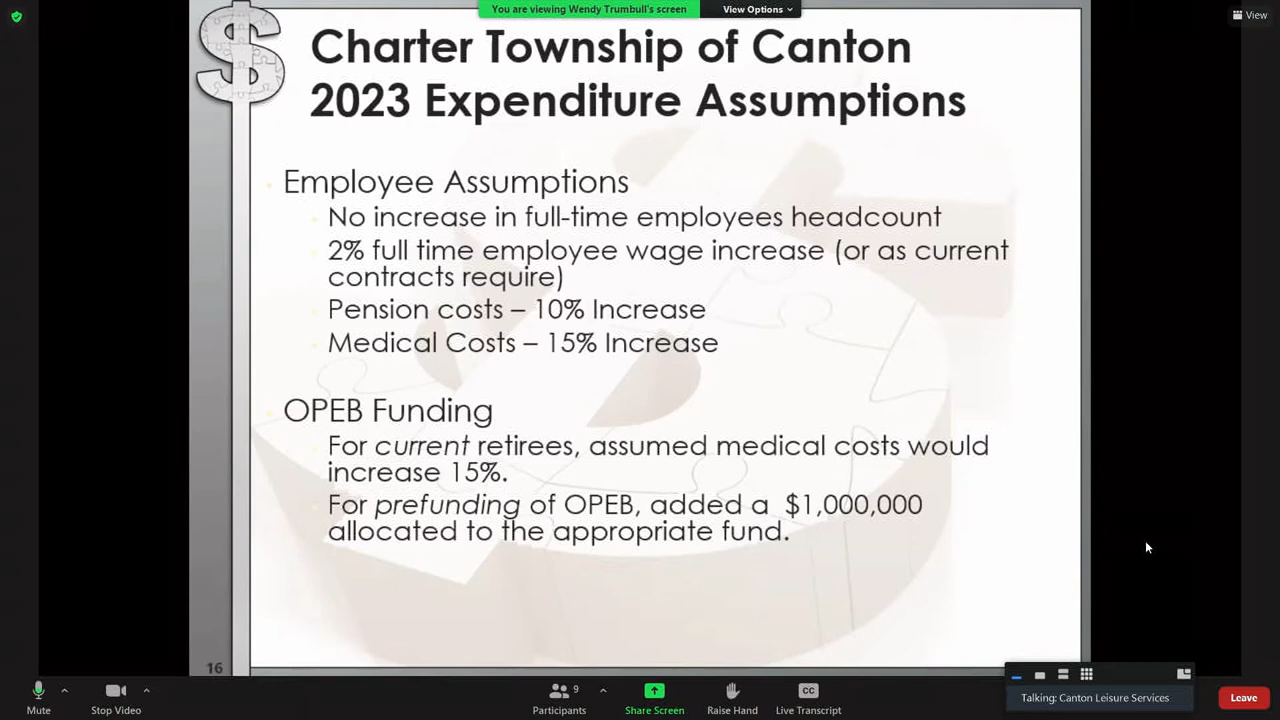 You are viewing Wendy Trumbull's screen
View Options
View
$
Charter Township of Canton
2023 Expenditure Assumptions
Employee Assumptions
No increase in full-time employees headcount
2% full time employee wage increase (or as current
contracts require)
Pension costs – 10% Increase
Medical Costs – 15% Increase
OPEB Funding
For current retirees, assumed medical costs would
increase 15%.
For prefunding of OPEB, added a $1,000,000
allocated to the appropriate fund.
16
Talking: Canton Leisure Services
Mute
Stop Video
9
Participants
Share Screen
Raise Hand
CC
Live Transcript
Leave